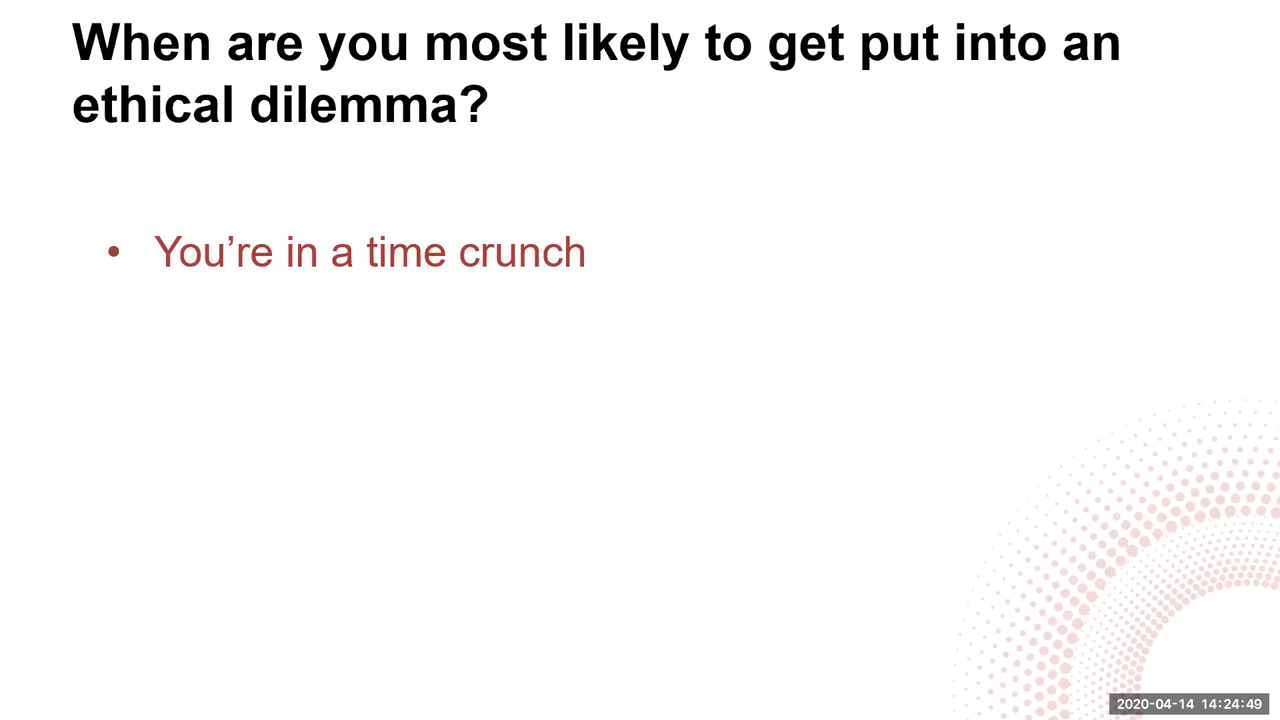 When are you most likely to get put into an
ethical dilemma?
• You’re in a time crunch
2020-04-14 14:24:49